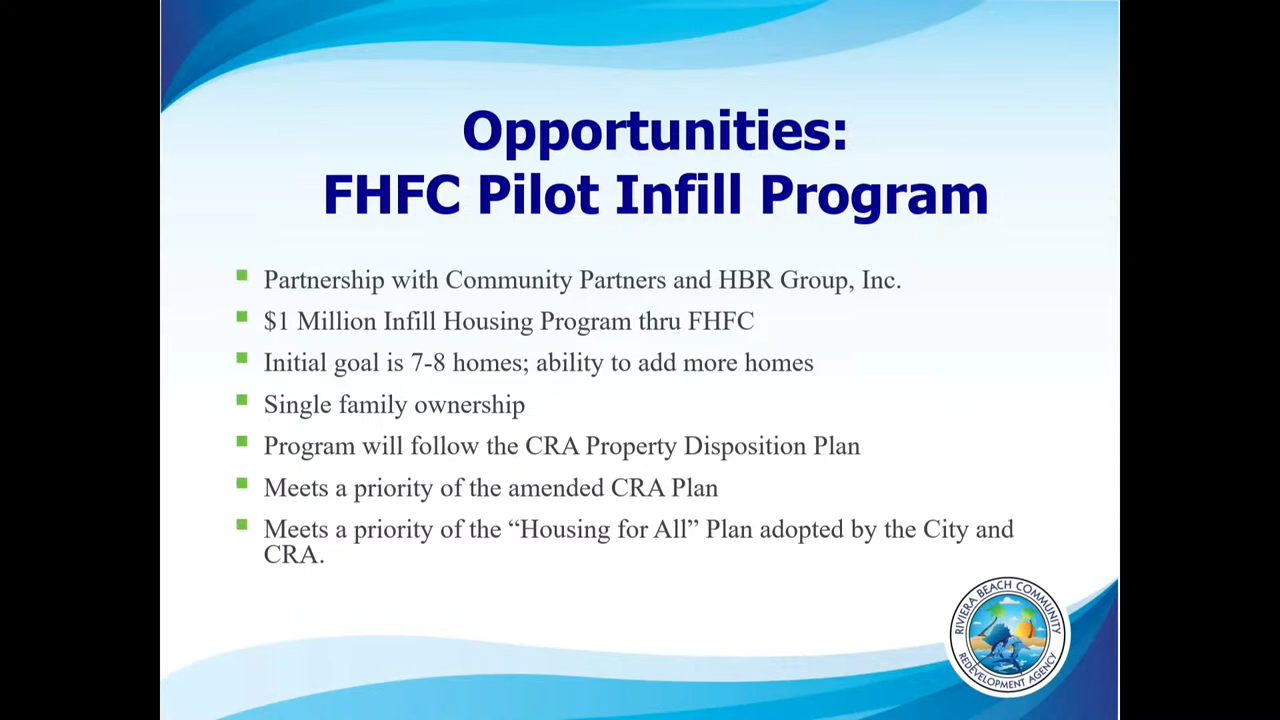 Opportunities:
FHFC Pilot Infill Program
Partnership with Community Partners and HBR Group, Inc.
$1 Million Infill Housing Program thru FHFC
Initial goal is 7-8 homes; ability to add more homes
Single family ownership
Program will follow the CRA Property Disposition Plan
Meets a priority of the amended CRA Plan
Meets a priority of the “Housing for All” Plan adopted by the City and
CRA.
RIVIERA BEACH COMMUNITY
REDEVELOPMENT AGENCY